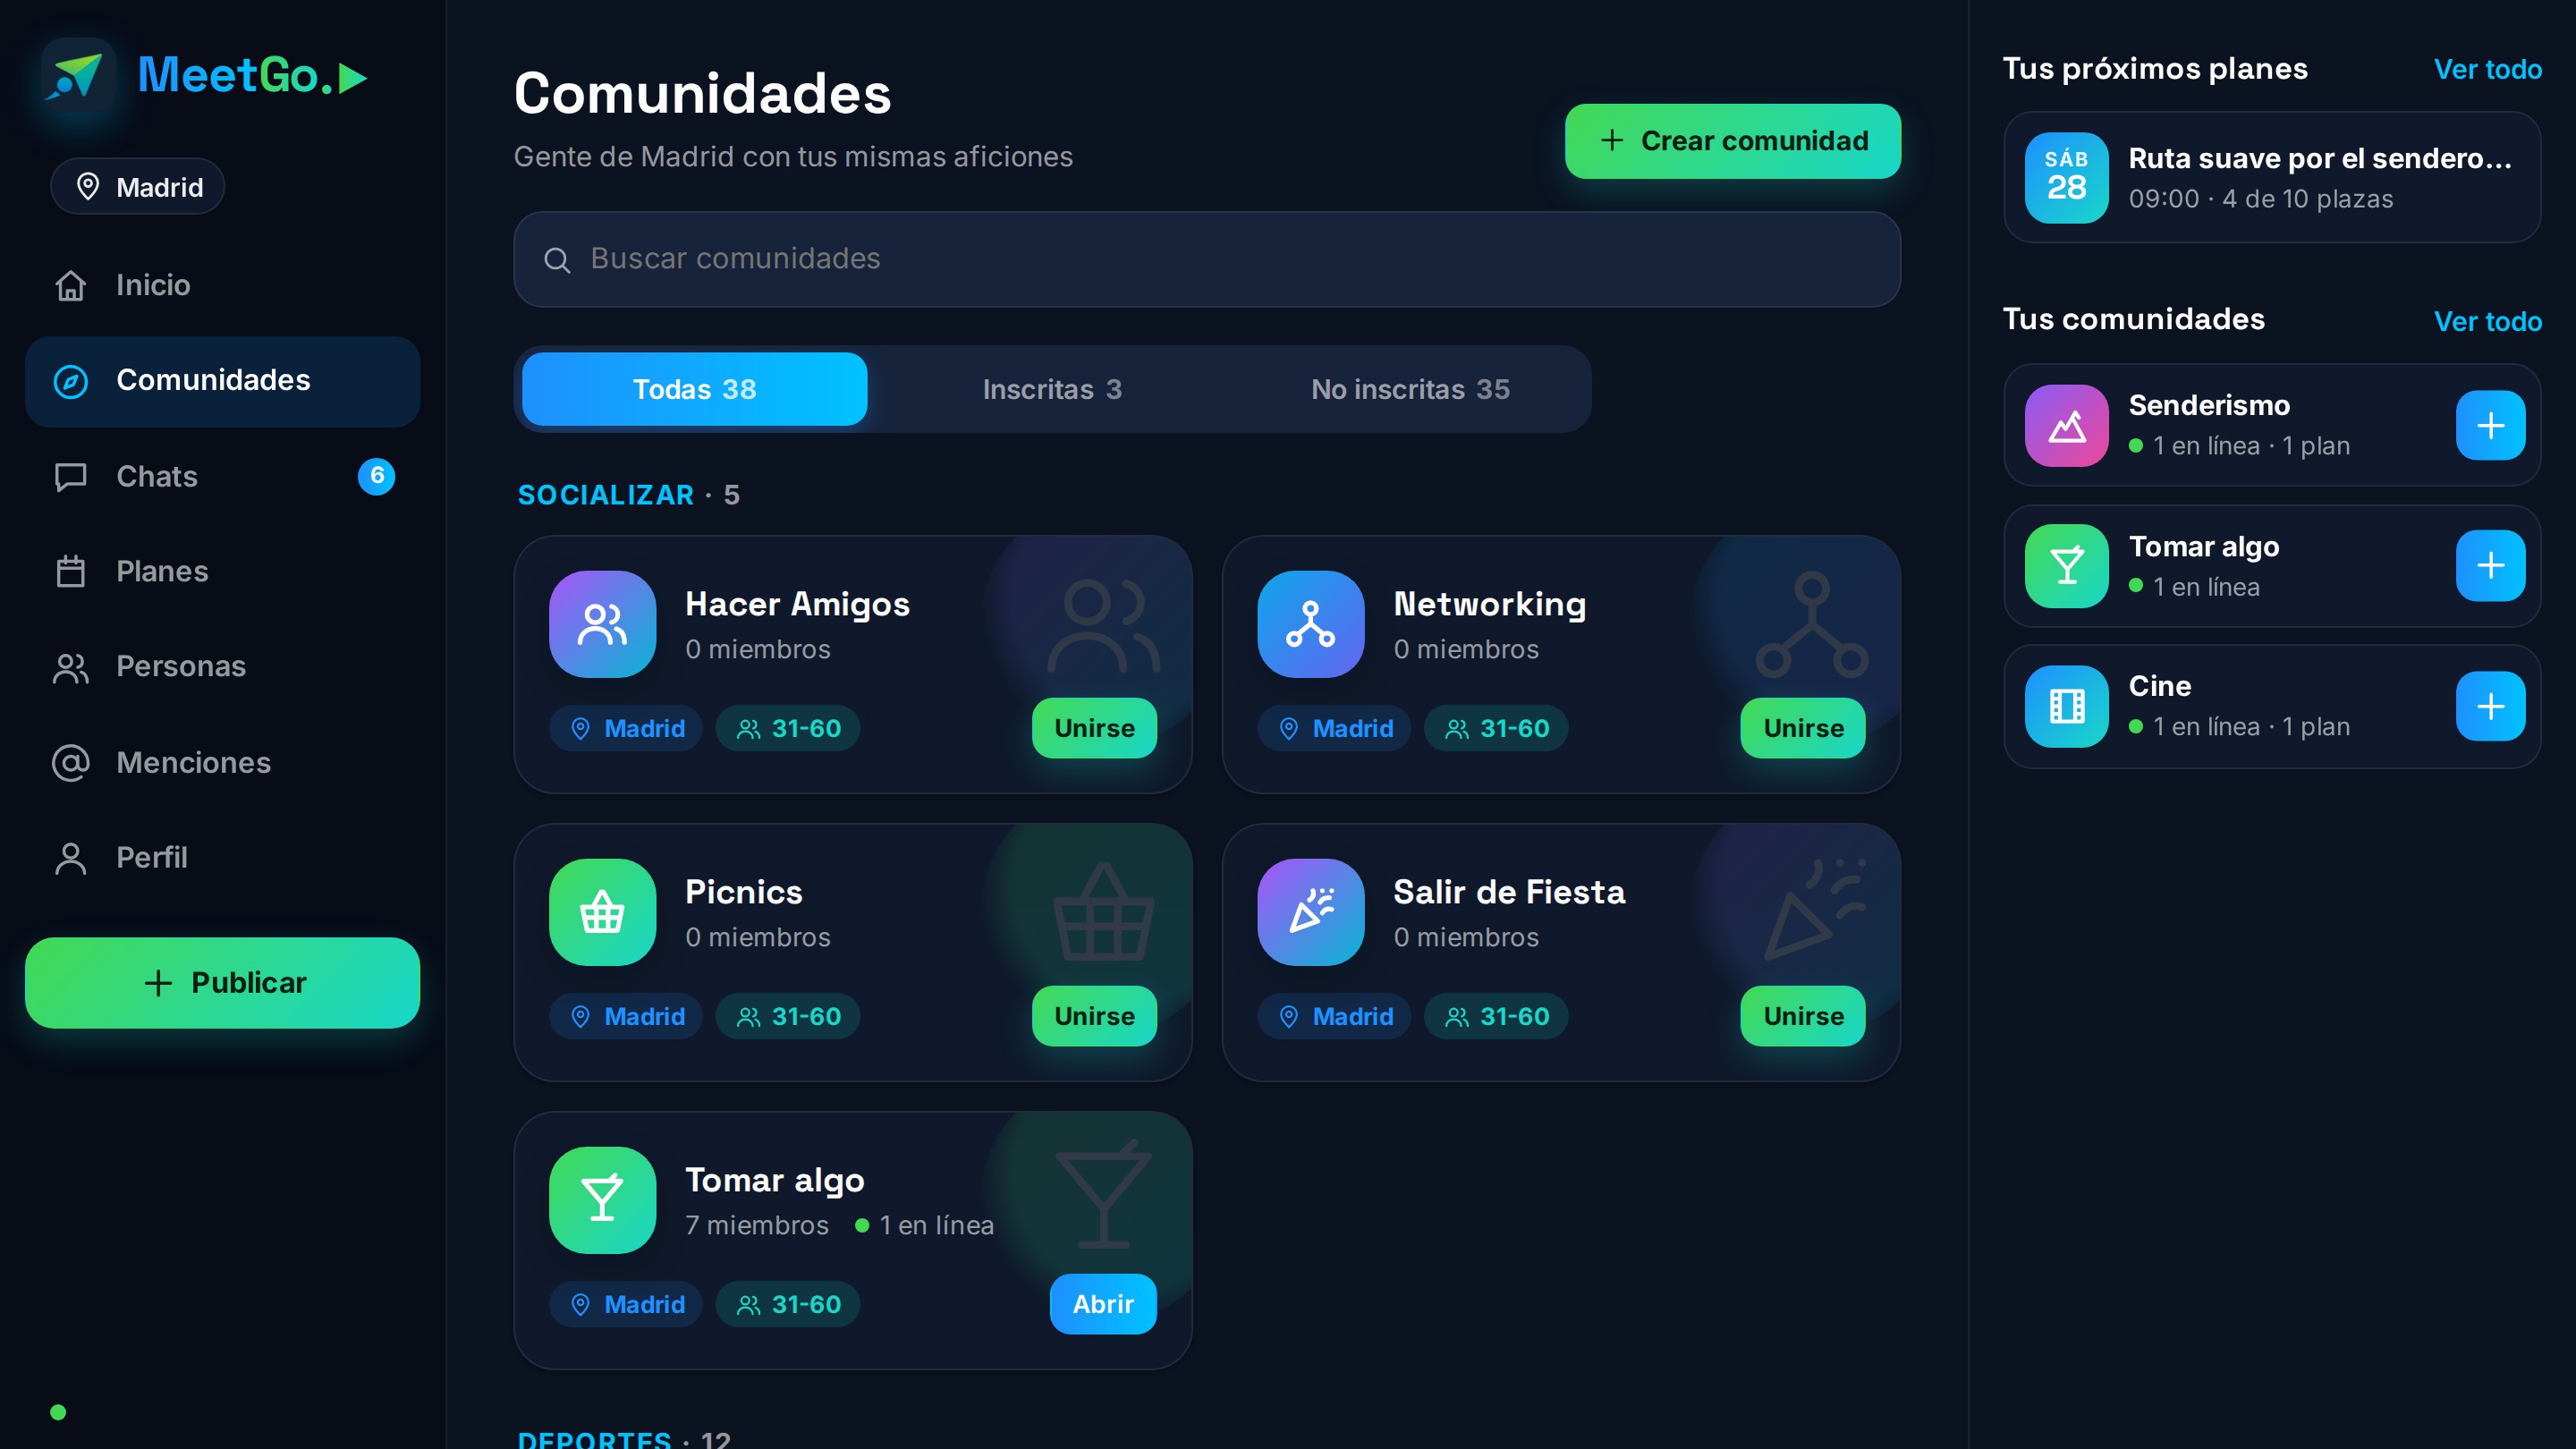 MeetGo.
Madrid
Inicio
Comunidades
Chats 6
Planes
Personas
Menciones
Perfil
+ Publicar
Comunidades
Gente de Madrid con tus mismas aficiones
+ Crear comunidad
Buscar comunidades
Todas 38 Inscritas 3 No inscritas 35
SOCIALIZAR · 5
Hacer Amigos
0 miembros
Madrid 31-60 Unirse
Networking
0 miembros
Madrid 31-60 Unirse
Picnics
0 miembros
Madrid 31-60 Unirse
Salir de Fiesta
0 miembros
Madrid 31-60 Unirse
Tomar algo
7 miembros 1 en línea
Madrid 31-60 Abrir
DEPORTES · 12
Tus próximos planes Ver todo
SÁB
28
Ruta suave por el sendero...
09:00 · 4 de 10 plazas
Tus comunidades Ver todo
Senderismo
1 en línea · 1 plan
Tomar algo
1 en línea
Cine
1 en línea · 1 plan